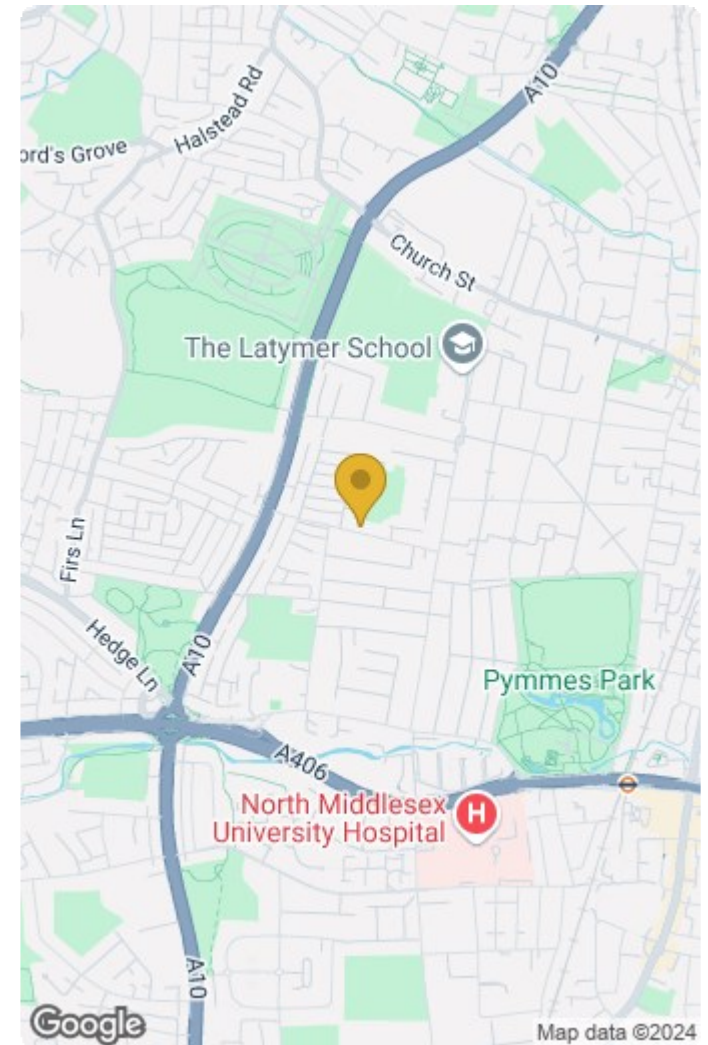 A10
Halstead Rd
ord's Grove
Church St
The Latymer School
Firs Ln
Hedge Ln
A10
Pymmes Park
A406
North Middlesex
University Hospital
H
A10
Google
Map data ©2024